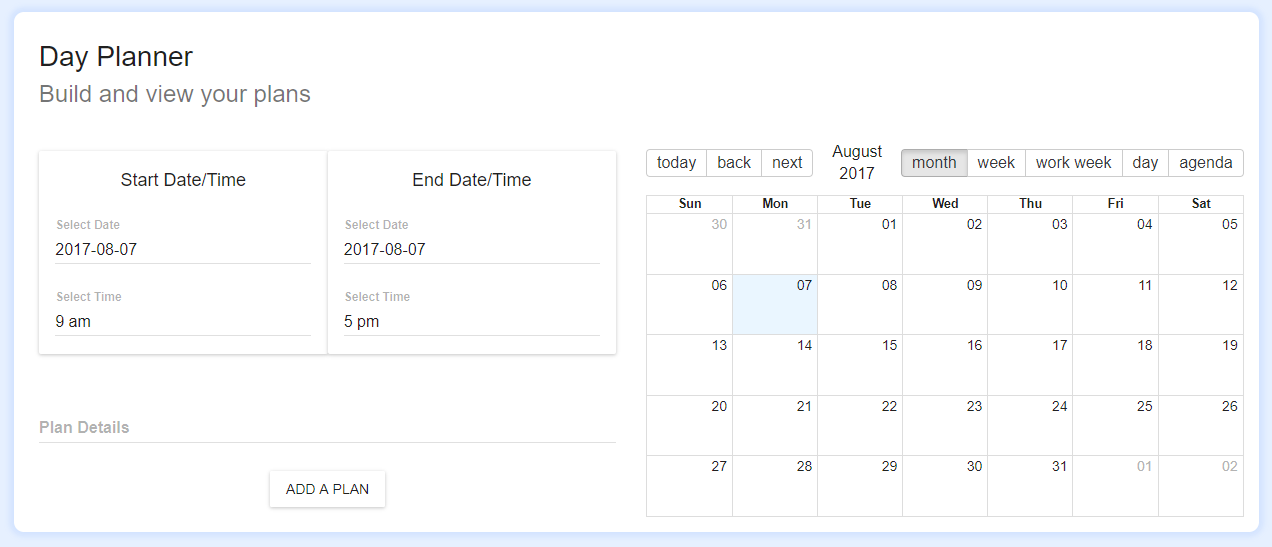 Day Planner
Build and view your plans
Start Date/Time
Select Date
2017-08-07
Select Time
9 am
End Date/Time
Select Date
2017-08-07
Select Time
5 pm
Plan Details
ADD A PLAN
today back next
August
2017
month week work week day agenda
Sun Mon Tue Wed Thu Fri Sat
30 31 01 02 03 04 05
06 07 08 09 10 11 12
13 14 15 16 17 18 19
20 21 22 23 24 25 26
27 28 29 30 31 01 02